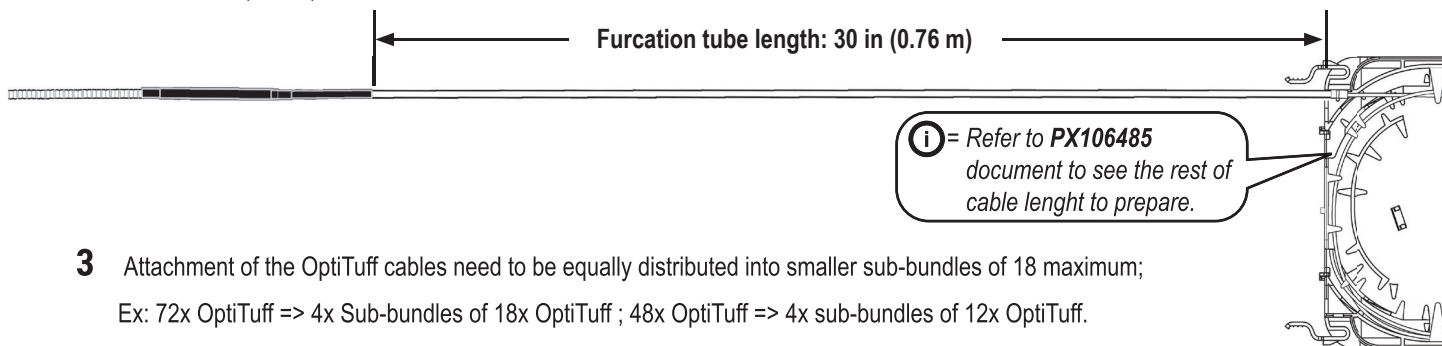 Furcation tube length: 30 in (0.76 m)
i = Refer to PX106485
document to see the rest of
cable lenght to prepare.
3 Attachment of the OptiTuff cables need to be equally distributed into smaller sub-bundles of 18 maximum;
Ex: 72x OptiTuff => 4x Sub-bundles of 18x OptiTuff ; 48x OptiTuff => 4x sub-bundles of 12x OptiTuff.